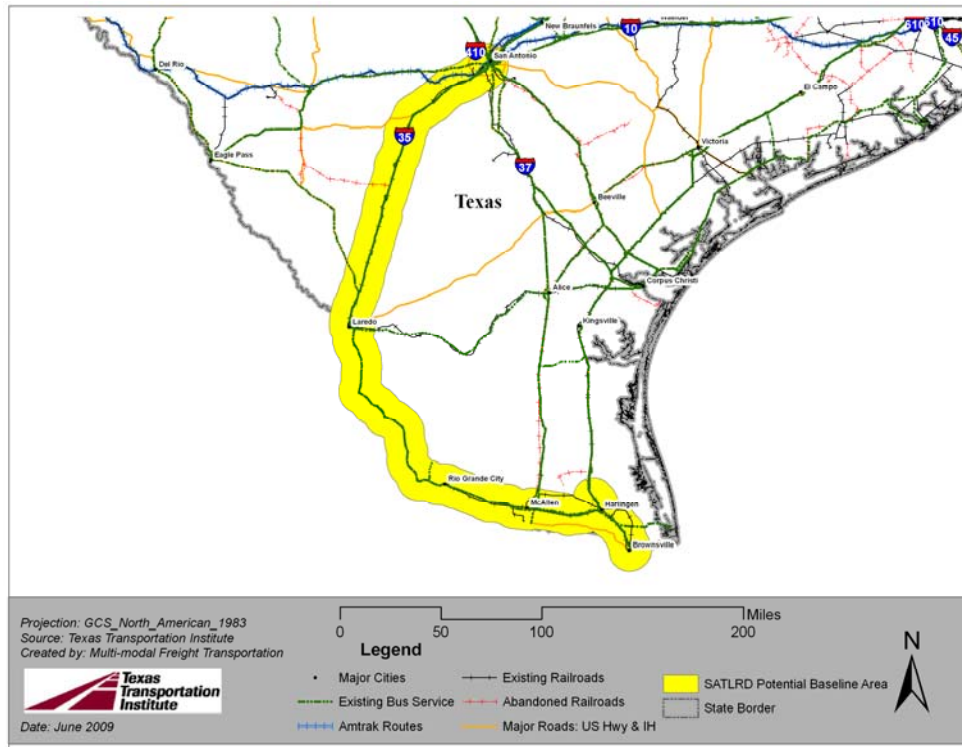 New Braunfels
10
610
610
45
410
San Antonio
Del Rio
El Campo
35
Eagle Pass
Victoria
37
Texas
Beeville
Alice
Corpus Christi
Laredo
Kingsville
Rio Grande City
McAllen
Harlingen
Brownsville
Projection: GCS_North_American_1983
Source: Texas Transportation Institute
Created by: Multi-modal Freight Transportation
Texas
Transportation
Institute
Date: June 2009
Miles
0 50 100 200
Legend
Major Cities
Existing Bus Service
Amtrak Routes
Existing Railroads
Abandoned Railroads
Major Roads: US Hwy & IH
SATLRD Potential Baseline Area
State Border
N